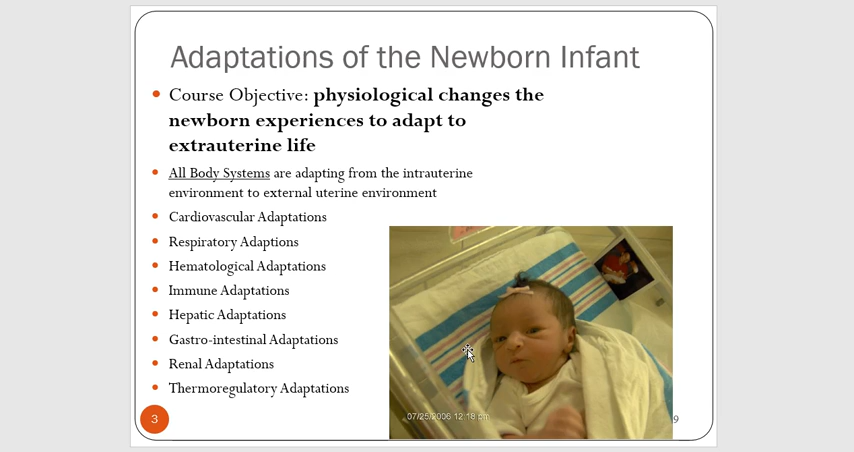 Adaptations of the Newborn Infant
Course Objective: physiological changes the
newborn experiences to adapt to
extrauterine life
All Body Systems are adapting from the intrauterine
environment to external uterine environment
Cardiovascular Adaptations
Respiratory Adaptions
Hematological Adaptations
Immune Adaptations
Hepatic Adaptations
Gastro-intestinal Adaptations
Renal Adaptations
Thermoregulatory Adaptations
07/25/2006 12:18 pm
3
9